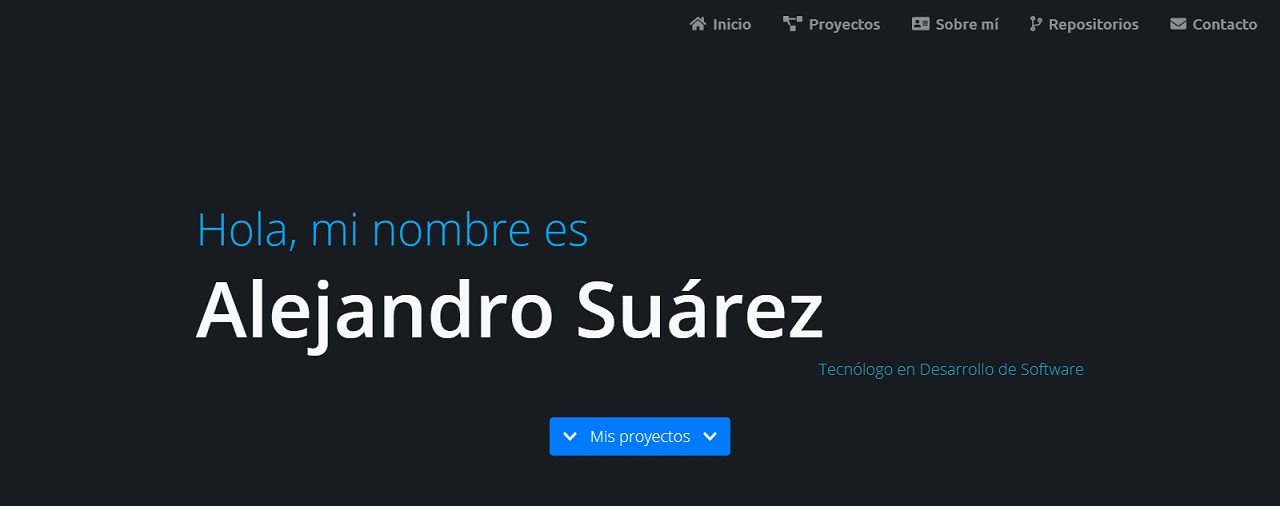 Inicio Proyectos Sobre mí Repositorios Contacto
Hola, mi nombre es
Alejandro Suárez
Tecnólogo en Desarrollo de Software
Mis proyectos